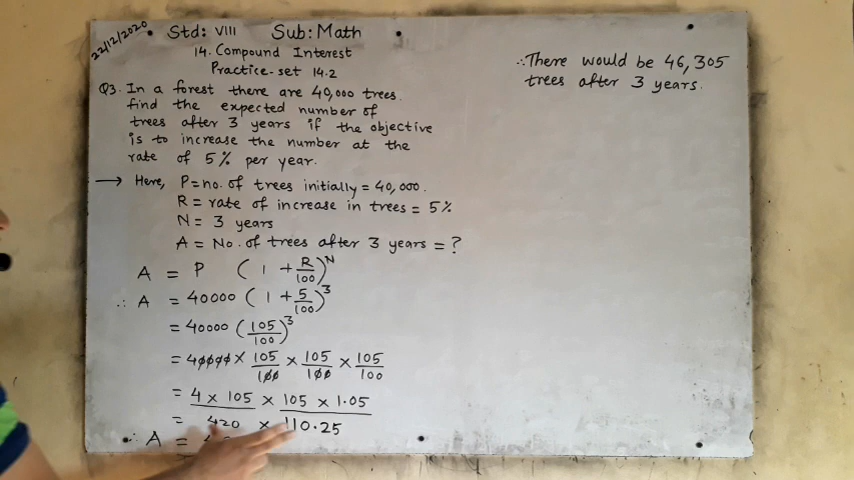 22/12/2020
Std: VIII Sub: Math
14. Compound Interest
Practice-set 14.2
Q3. In a forest there are 40,000 trees.
find the expected number of
trees after 3 years if the objective
is to increase the number at the
rate of 5% per year.
→ Here, P = no. of trees initially = 40,000.
R = rate of increase in trees = 5%
N = 3 years
A = No. of trees after 3 years = ?
A = P (1 + R/100)^N
∴ A = 40000 (1 + 5/100)^3
= 40000 (105/100)^3
= 40000 × 105/100 × 105/100 × 105/100
= 4 × 105 × 105 × 1.05
= 420 × 110.25
∴ A =
∴ There would be 46,305
trees after 3 years.